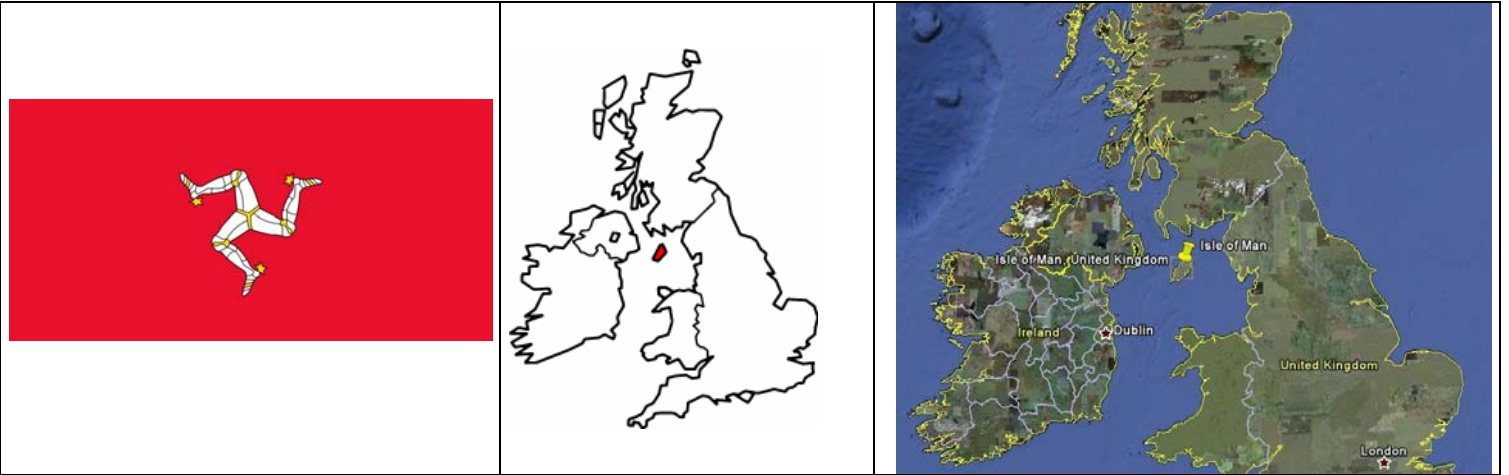 Isle of Man
Isle of Man, United Kingdom
Ireland
Dublin
United Kingdom
London